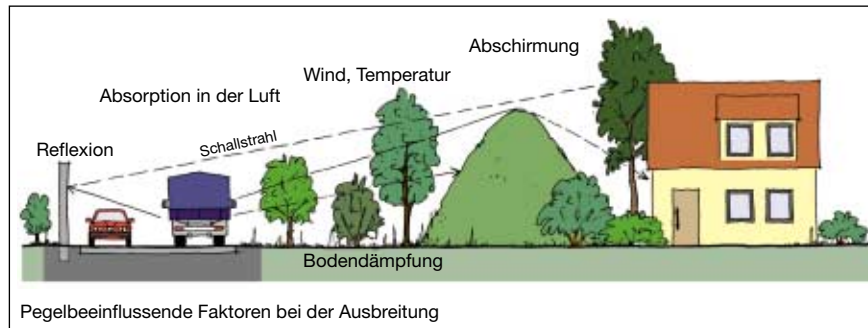 Abschirmung
Wind, Temperatur
Absorption in der Luft
Schallstrahl
Reflexion
Bodendämpfung
Pegelbeeinflussende Faktoren bei der Ausbreitung